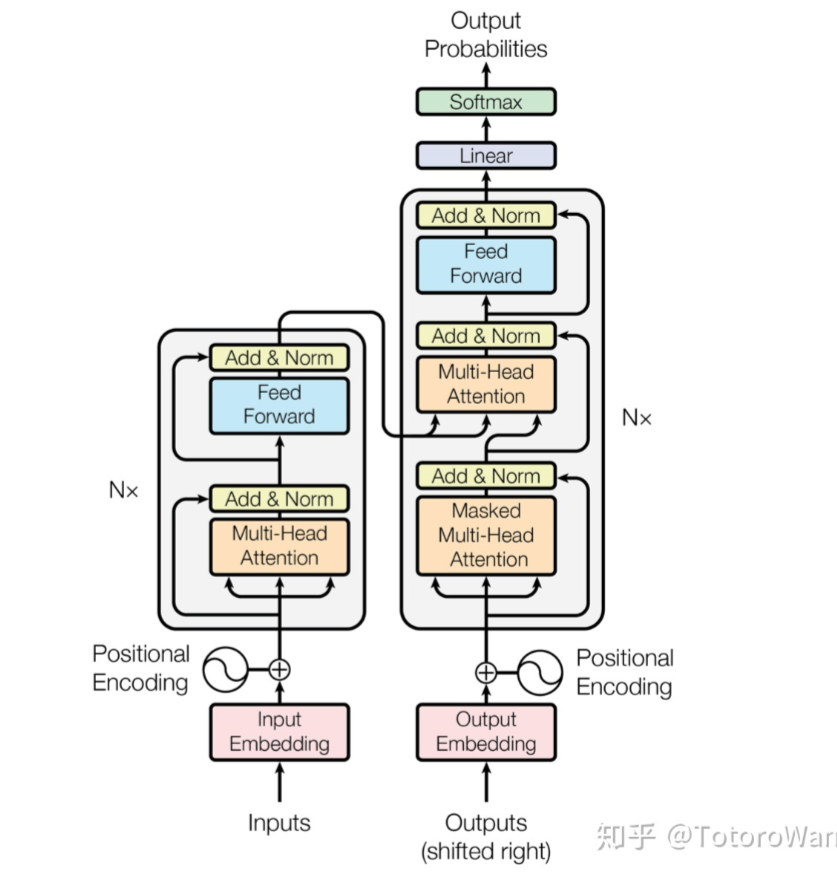 Output
Probabilities
Softmax
Linear
Add & Norm
Feed
Forward
Add & Norm
Multi-Head
Attention
Nx
Add & Norm
Masked
Multi-Head
Attention
Add & Norm
Feed
Forward
Nx
Add & Norm
Multi-Head
Attention
Positional
Encoding
Positional
Encoding
Input
Embedding
Output
Embedding
Inputs
Outputs
(shifted right)
知乎 @TotoroWan